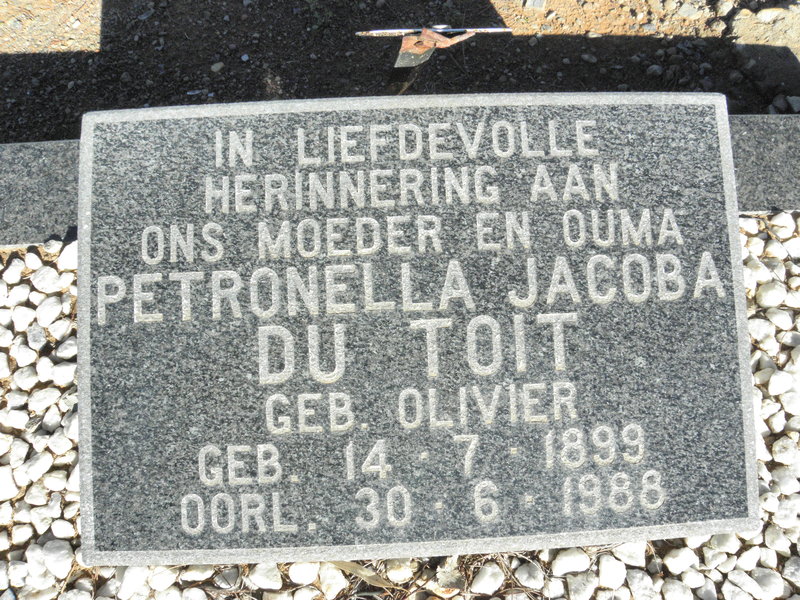 IN LIEFDEVOLLE
HERINNERING AAN
ONS MOEDER EN OUMA
PETRONELLA JACOBA
DU TOIT
GEB. OLIVIER
GEB. 14 · 7 · 1899
OORL. 30 · 6 · 1988